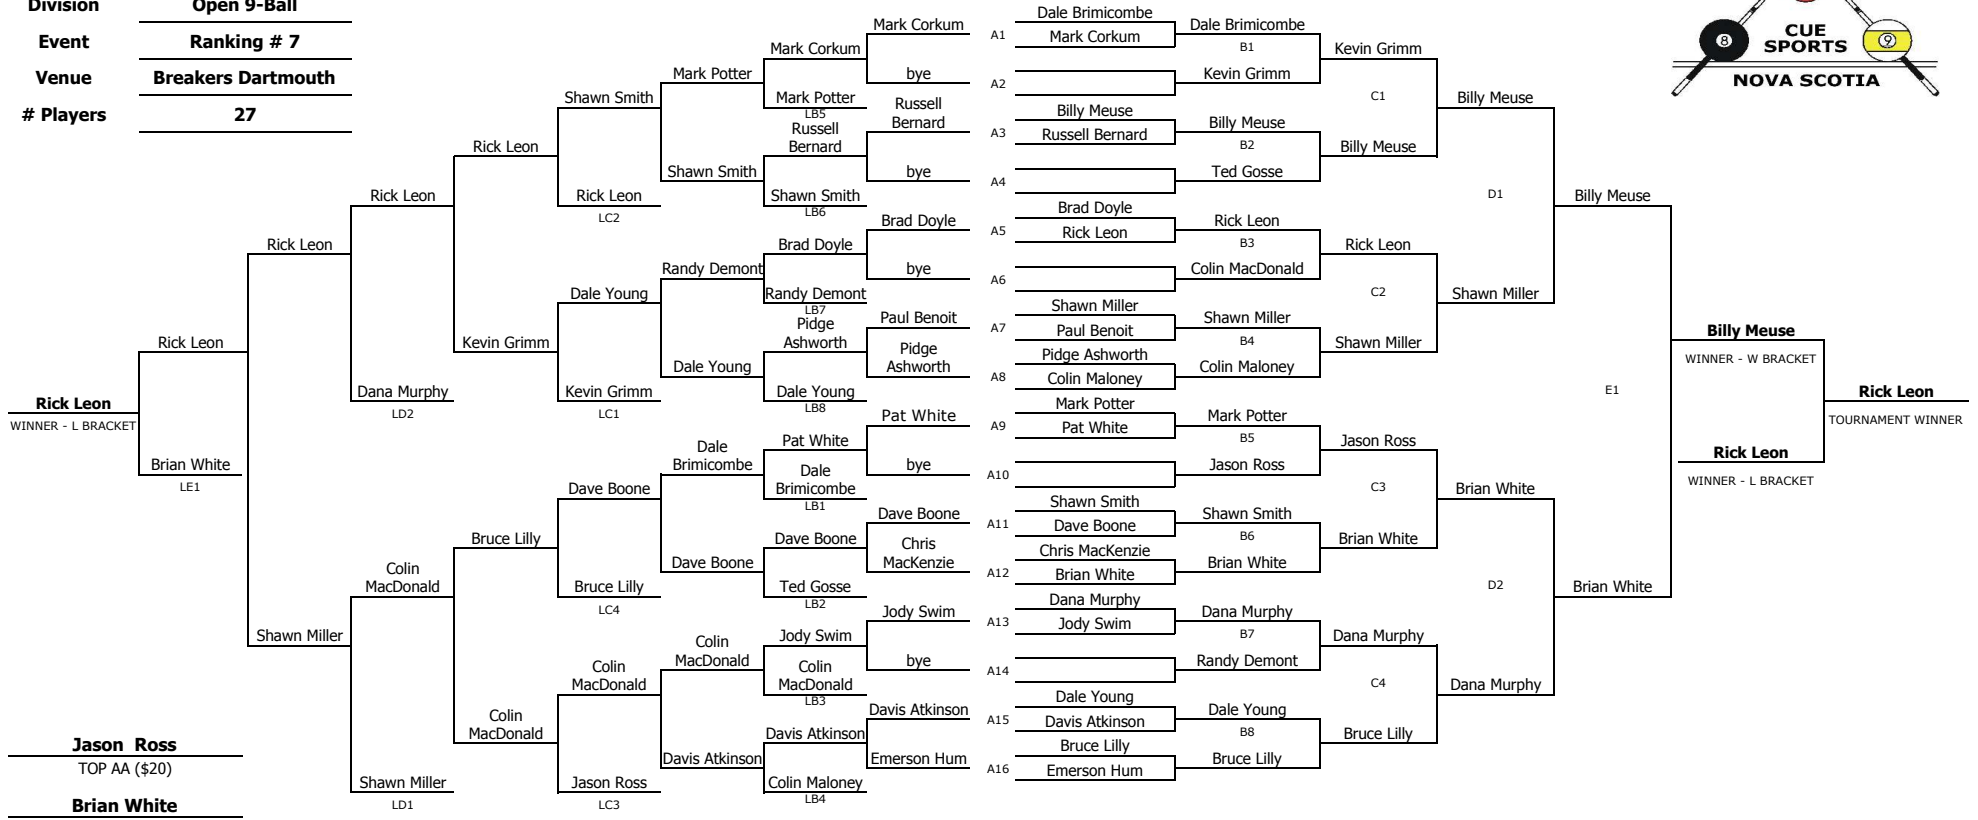 Division Open 9-Ball
Event Ranking # 7
Venue Breakers Dartmouth
# Players 27
8
9
CUE
SPORTS
NOVA SCOTIA
Rick Leon
WINNER - L BRACKET
Rick Leon
Brian White
LE1
Rick Leon
Shawn Miller
Rick Leon
Dana Murphy
LD2
Colin
MacDonald
Shawn Miller
LD1
Rick Leon
Kevin Grimm
Bruce Lilly
Colin
MacDonald
Shawn Smith
Rick Leon
LC2
Dale Young
Kevin Grimm
LC1
Dave Boone
Bruce Lilly
LC4
Colin
MacDonald
Jason Ross
LC3
Mark Potter
Shawn Smith
Randy Demont
Dale Young
Dale
Brimicombe
Dave Boone
Colin
MacDonald
Davis Atkinson
Mark Corkum
Mark Potter
LB5
Russell
Bernard
Shawn Smith
LB6
Brad Doyle
Randy Demont
LB7
Pidge
Ashworth
Dale Young
LB8
Pat White
Dale
Brimicombe
LB1
Dave Boone
Ted Gosse
LB2
Jody Swim
Colin
MacDonald
LB3
Davis Atkinson
Colin Maloney
LB4
Mark Corkum
bye
Russell
Bernard
bye
Brad Doyle
bye
Paul Benoit
Pidge
Ashworth
Pat White
bye
Dave Boone
Chris
MacKenzie
Jody Swim
bye
Davis Atkinson
Emerson Hum
A1
A2
A3
A4
A5
A6
A7
A8
A9
A10
A11
A12
A13
A14
A15
A16
Dale Brimicombe
Mark Corkum
Billy Meuse
Russell Bernard
Brad Doyle
Rick Leon
Shawn Miller
Paul Benoit
Pidge Ashworth
Colin Maloney
Mark Potter
Pat White
Shawn Smith
Dave Boone
Chris MacKenzie
Brian White
Dana Murphy
Jody Swim
Dale Young
Davis Atkinson
Bruce Lilly
Emerson Hum
Dale Brimicombe
B1
Kevin Grimm
Billy Meuse
B2
Ted Gosse
Rick Leon
B3
Colin MacDonald
Shawn Miller
B4
Colin Maloney
Mark Potter
B5
Jason Ross
Shawn Smith
B6
Brian White
Dana Murphy
B7
Randy Demont
Dale Young
B8
Bruce Lilly
Kevin Grimm
C1
Billy Meuse
Rick Leon
C2
Shawn Miller
Jason Ross
C3
Brian White
Dana Murphy
C4
Bruce Lilly
Billy Meuse
D1
Shawn Miller
Brian White
D2
Dana Murphy
Billy Meuse
E1
Brian White
Billy Meuse
WINNER - W BRACKET
Rick Leon
WINNER - L BRACKET
Rick Leon
TOURNAMENT WINNER
Jason Ross
TOP AA ($20)
Brian White